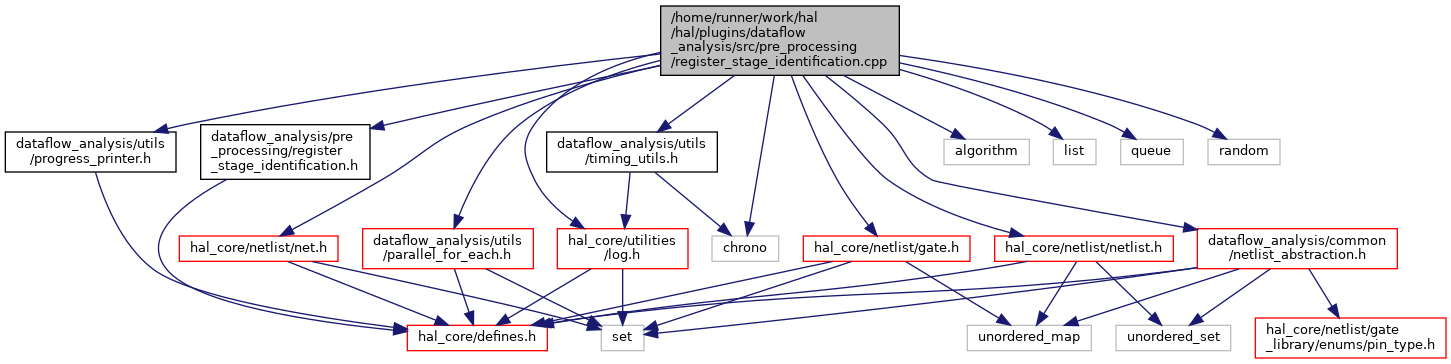 /home/runner/work/hal
/hal/plugins/dataflow
_analysis/src/pre_processing
/register_stage_identification.cpp
dataflow_analysis/utils
/progress_printer.h
dataflow_analysis/pre
_processing/register
_stage_identification.h
dataflow_analysis/utils
/timing_utils.h
algorithm
list
queue
random
hal_core/netlist/net.h
dataflow_analysis/utils
/parallel_for_each.h
hal_core/utilities
/log.h
chrono
hal_core/netlist/gate.h
hal_core/netlist/netlist.h
dataflow_analysis/common
/netlist_abstraction.h
hal_core/defines.h
set
unordered_map
unordered_set
hal_core/netlist/gate
_library/enums/pin_type.h